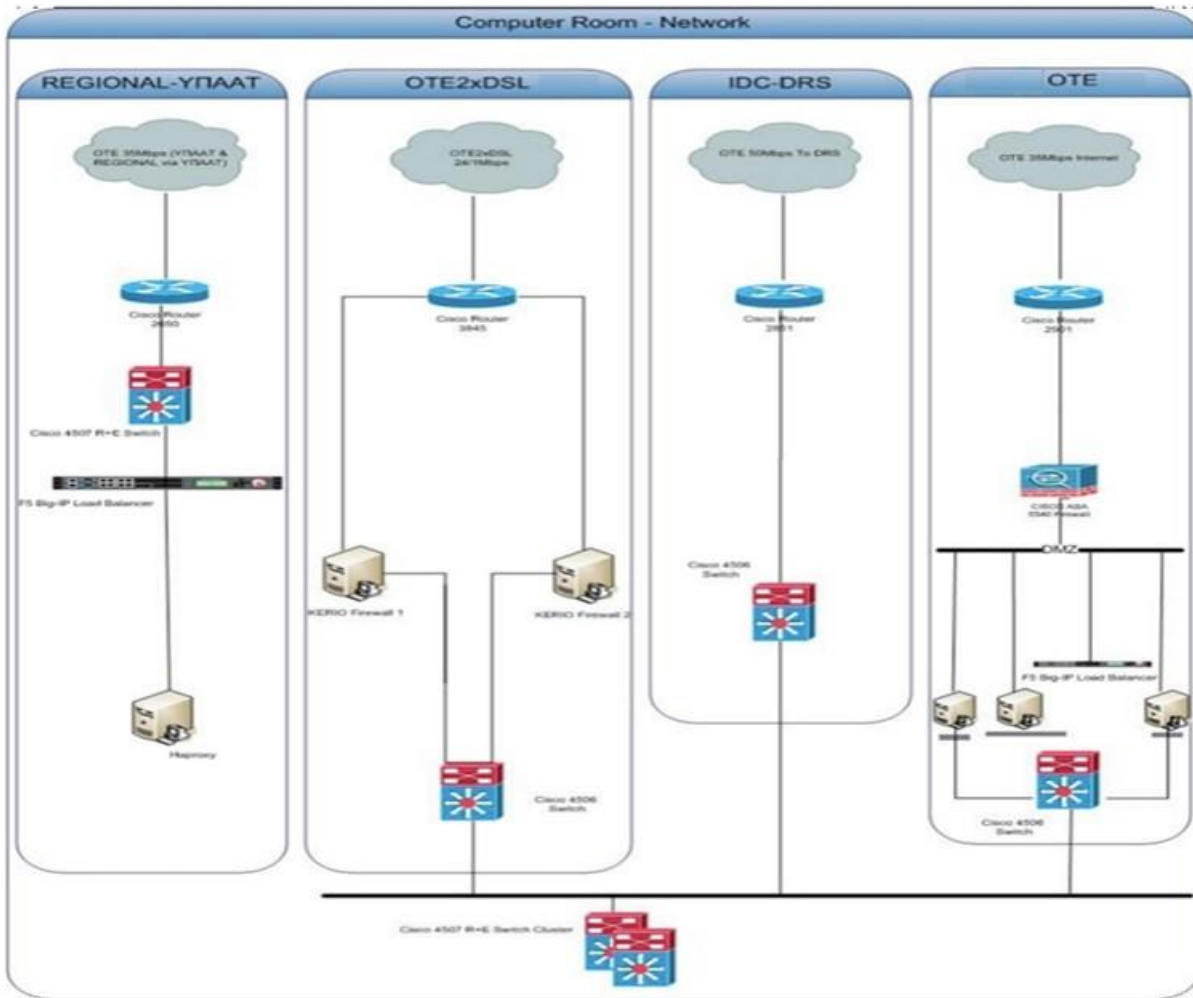 Computer Room - Network
REGIONAL-ΥΠΑΑΤ
OTE 35Mbps (ΥΠΑΑΤ &
REGIONAL via ΥΠΑΑΤ)
Cisco Router
Cisco 4507 R+E Switch
F5 Big-IP Load Balancer
Haproxy
OTE2xDSL
OTE2xDSL
24/1Mbps
Cisco Router
3845
KERIO Firewall 1
KERIO Firewall 2
Cisco 4506
Switch
IDC-DRS
OTE 50Mbps To DRS
Cisco Router
Cisco 4506
Switch
OTE
OTE 35Mbps Internet
Cisco Router
2901
CISCO ASA
5540 Firewall
DMZ
F5 Big-IP Load Balancer
Cisco 4506
Switch
Cisco 4507 R+E Switch Cluster